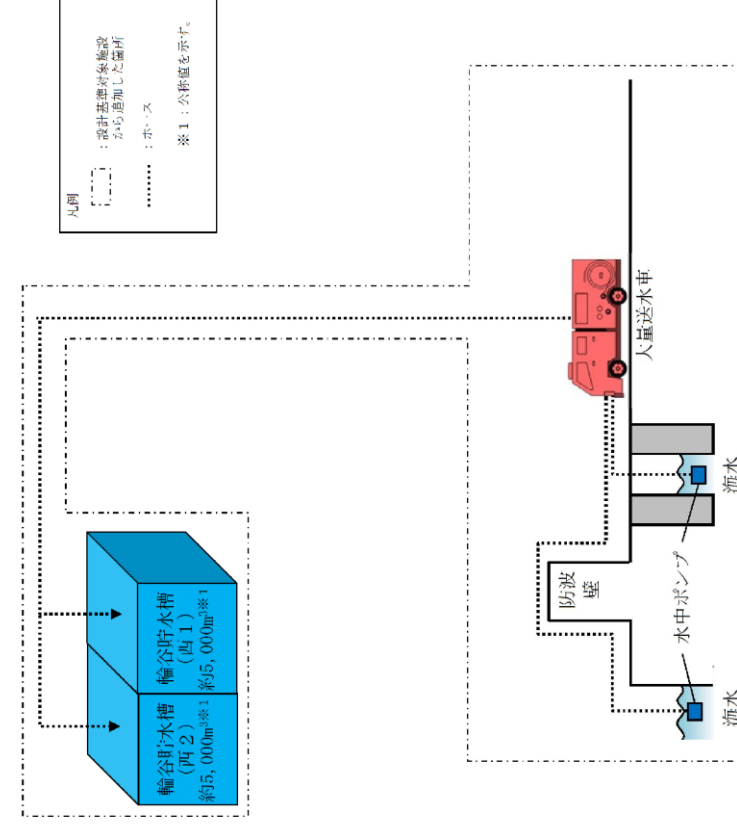 凡例
：設計基準対象施設
から追加した箇所
：ホース
※１：公称値を示す。
輪谷貯水槽
（西２）
約5,000m³※１
輪谷貯水槽
（西１）
約5,000m³※１
大量送水車
防波
壁
水中ポンプ
海水
海水